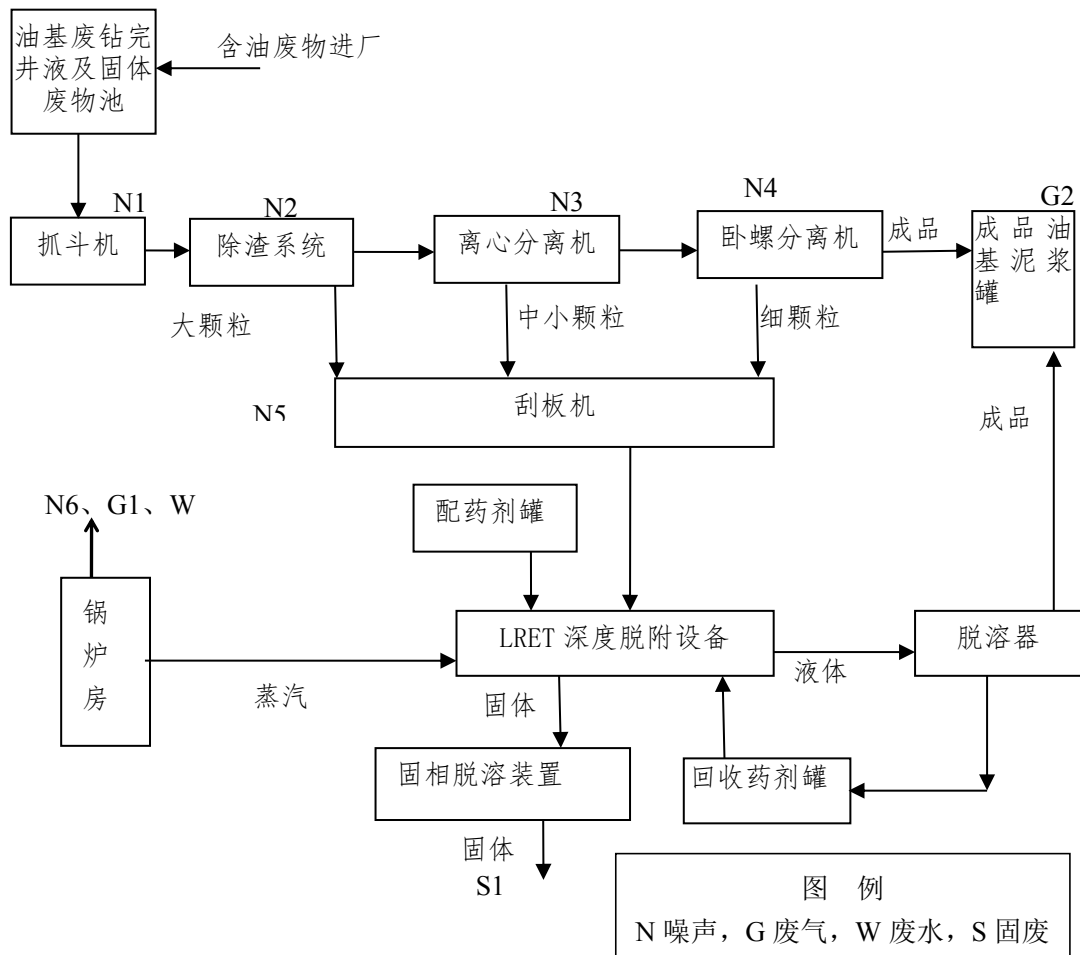 油基废钻完
井液及固体
废物池
含油废物进厂
N1
N2
N3
N4
G2
抓斗机
除渣系统
离心分离机
卧螺分离机
成品
成品油
基泥浆
罐
大颗粒
中小颗粒
细颗粒
N5
刮板机
成品
N6、G1、W
配药剂罐
锅
炉
房
蒸汽
LRET 深度脱附设备
液体
脱溶器
固体
固相脱溶装置
回收药剂罐
固体
S1
图 例
N 噪声，G 废气，W 废水，S 固废